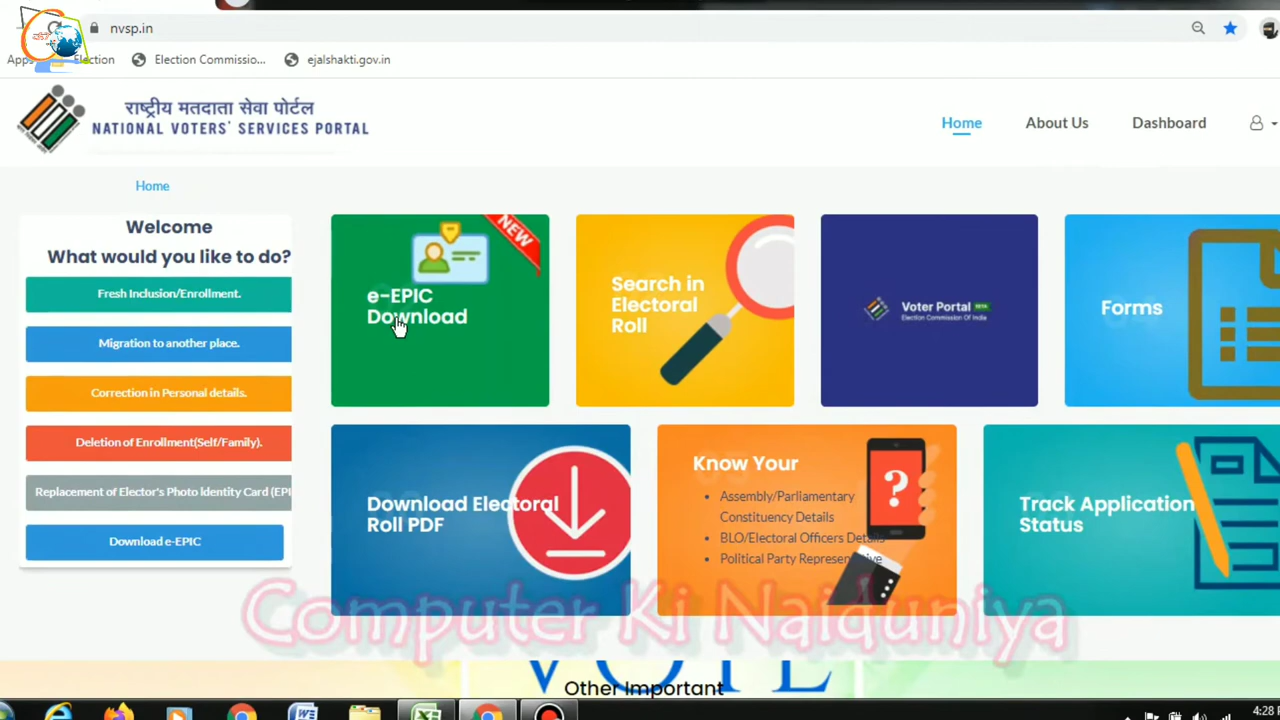 nvsp.in
Apps
Election
Election Commissio...
ejalshakti.gov.in
राष्ट्रीय मतदाता सेवा पोर्टल
NATIONAL VOTERS' SERVICES PORTAL
Home
About Us
Dashboard
Home
Welcome
What would you like to do?
Fresh Inclusion/Enrollment.
Migration to another place.
Correction in Personal details.
Deletion of Enrollment(Self/Family).
Replacement of Elector's Photo Identity Card (EPI
Download e-EPIC
NEW
e-EPIC
Download
Search in
Electoral
Roll
Voter Portal BETA
Election Commission Of India
Forms
Download Electoral
Roll PDF
Know Your
• Assembly/Parliamentary
Constituency Details
• BLO/Electoral Officers Details
• Political Party Representative
?
Track Application
Status
Computer Ki Naiduniya
VOTE
Other Important
4:28